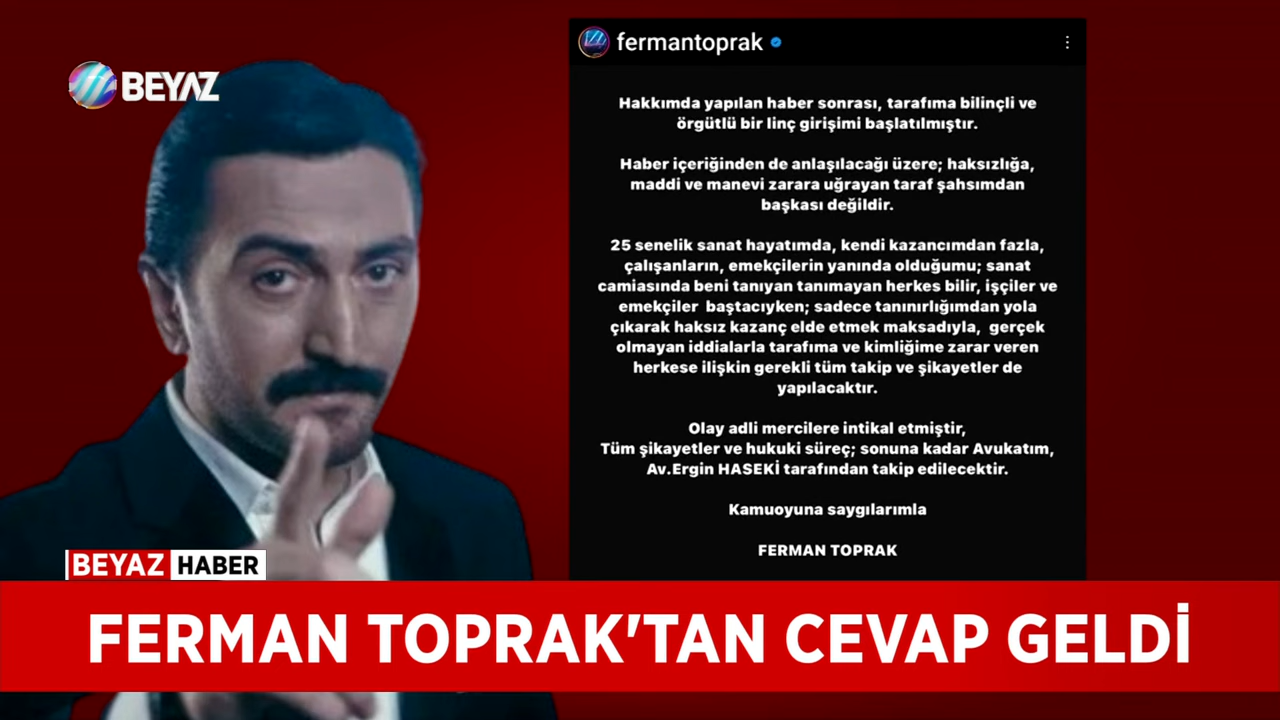 BEYAZ
fermantoprak
Hakkımda yapılan haber sonrası, tarafıma bilinçli ve
örgütlü bir linç girişimi başlatılmıştır.
Haber içeriğinden de anlaşılacağı üzere; haksızlığa,
maddi ve manevi zarara uğrayan taraf şahsımdan
başkası değildir.
25 senelik sanat hayatımda, kendi kazancımdan fazla,
çalışanların, emekçilerin yanında olduğumu; sanat
camiasında beni tanıyan tanımayan herkes bilir, işçiler ve
emekçiler baştacıyken; sadece tanınırlığımdan yola
çıkarak haksız kazanç elde etmek maksadıyla, gerçek
olmayan iddialarla tarafıma ve kimliğime zarar veren
herkese ilişkin gerekli tüm takip ve şikayetler de
yapılacaktır.
Olay adli mercilere intikal etmiştir,
Tüm şikayetler ve hukuki süreç; sonuna kadar Avukatım,
Av.Ergin HASEKİ tarafından takip edilecektir.
Kamuoyuna saygılarımla
FERMAN TOPRAK
BEYAZ HABER
FERMAN TOPRAK'TAN CEVAP GELDİ